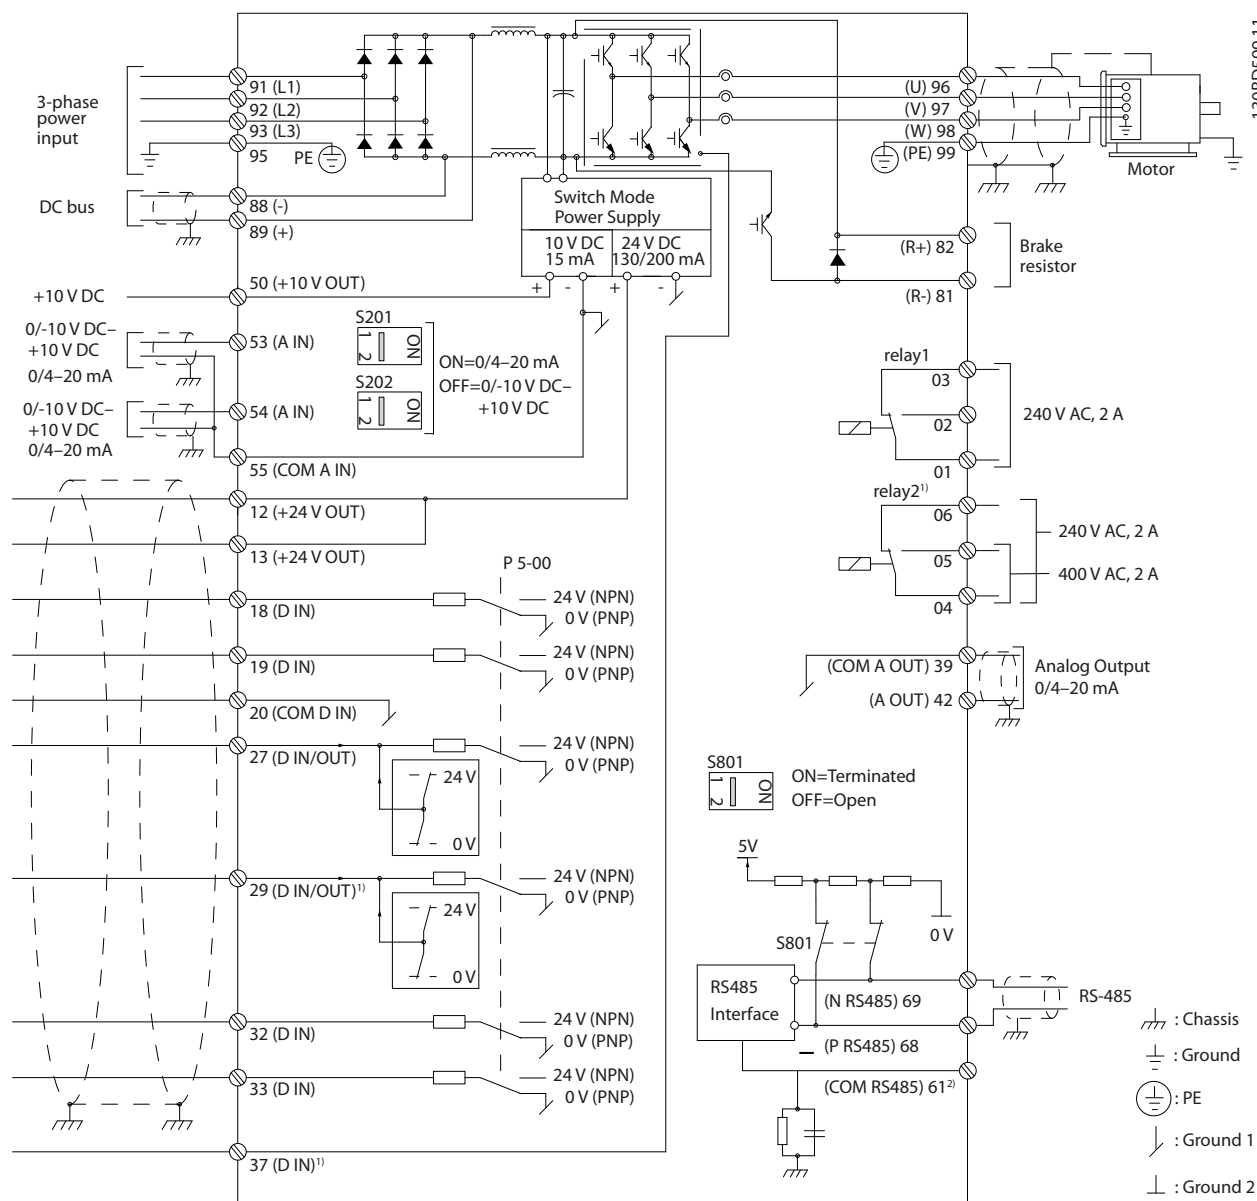 130BD599.11
3-phase
power
input
91 (L1)
92 (L2)
93 (L3)
95
PE
(U) 96
(V) 97
(W) 98
(PE) 99
Motor
DC bus
88 (-)
89 (+)
Switch Mode
Power Supply
10 V DC
15 mA
24 V DC
130/200 mA
+ - + -
(R+) 82
(R-) 81
Brake
resistor
+10 V DC
50 (+10 V OUT)
0/-10 V DC–
+10 V DC
0/4–20 mA
53 (A IN)
S201
1 2 ON
S202
1 2 ON
ON=0/4–20 mA
OFF=0/-10 V DC–
+10 V DC
0/-10 V DC–
+10 V DC
0/4–20 mA
54 (A IN)
55 (COM A IN)
relay1
03
02
01
240 V AC, 2 A
relay2¹⁾
06
05
04
240 V AC, 2 A
400 V AC, 2 A
12 (+24 V OUT)
13 (+24 V OUT)
P 5-00
18 (D IN)
24 V (NPN)
0 V (PNP)
19 (D IN)
24 V (NPN)
0 V (PNP)
20 (COM D IN)
27 (D IN/OUT)
24 V (NPN)
0 V (PNP)
24 V
0 V
29 (D IN/OUT)¹⁾
24 V (NPN)
0 V (PNP)
24 V
0 V
32 (D IN)
24 V (NPN)
0 V (PNP)
33 (D IN)
24 V (NPN)
0 V (PNP)
37 (D IN)¹⁾
(COM A OUT) 39
(A OUT) 42
Analog Output
0/4–20 mA
S801
1 2 ON
ON=Terminated
OFF=Open
5V
S801
0 V
RS485
Interface
(N RS485) 69
(P RS485) 68
(COM RS485) 61²⁾
RS-485
: Chassis
: Ground
: PE
: Ground 1
: Ground 2